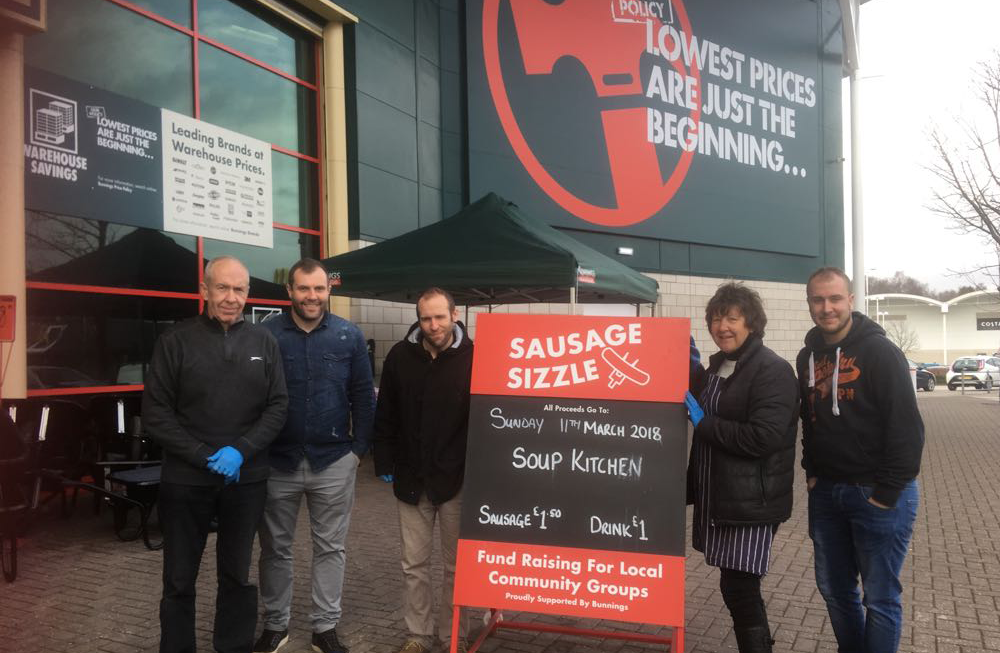 POLICY
LOWEST PRICES
ARE JUST THE
BEGINNING...
WAREHOUSE
SAVINGS
LOWEST PRICES
ARE JUST THE
BEGINNING...
Leading Brands at
Warehouse Prices.
SAUSAGE
SIZZLE
All Proceeds Go To:
SUNDAY 11TH MARCH 2018
SOUP KITCHEN
SAUSAGE £1.50 DRINK £1
Fund Raising For Local
Community Groups
Proudly Supported By Bunnings
COSTA